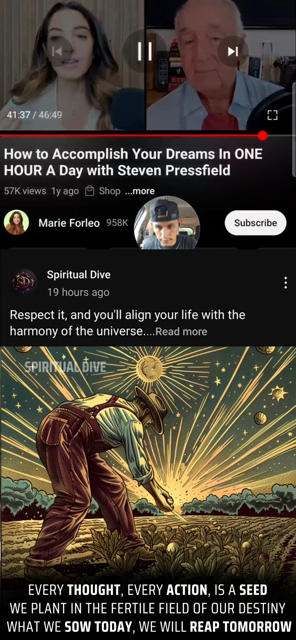 41:37 / 46:49
How to Accomplish Your Dreams In ONE
HOUR A Day with Steven Pressfield
57K views 1y ago Shop ...more
Marie Forleo 958K
Subscribe
Spiritual Dive
19 hours ago
Respect it, and you'll align your life with the
harmony of the universe....Read more
SPIRITUAL DIVE
EVERY THOUGHT, EVERY ACTION, IS A SEED
WE PLANT IN THE FERTILE FIELD OF OUR DESTINY
WHAT WE SOW TODAY, WE WILL REAP TOMORROW